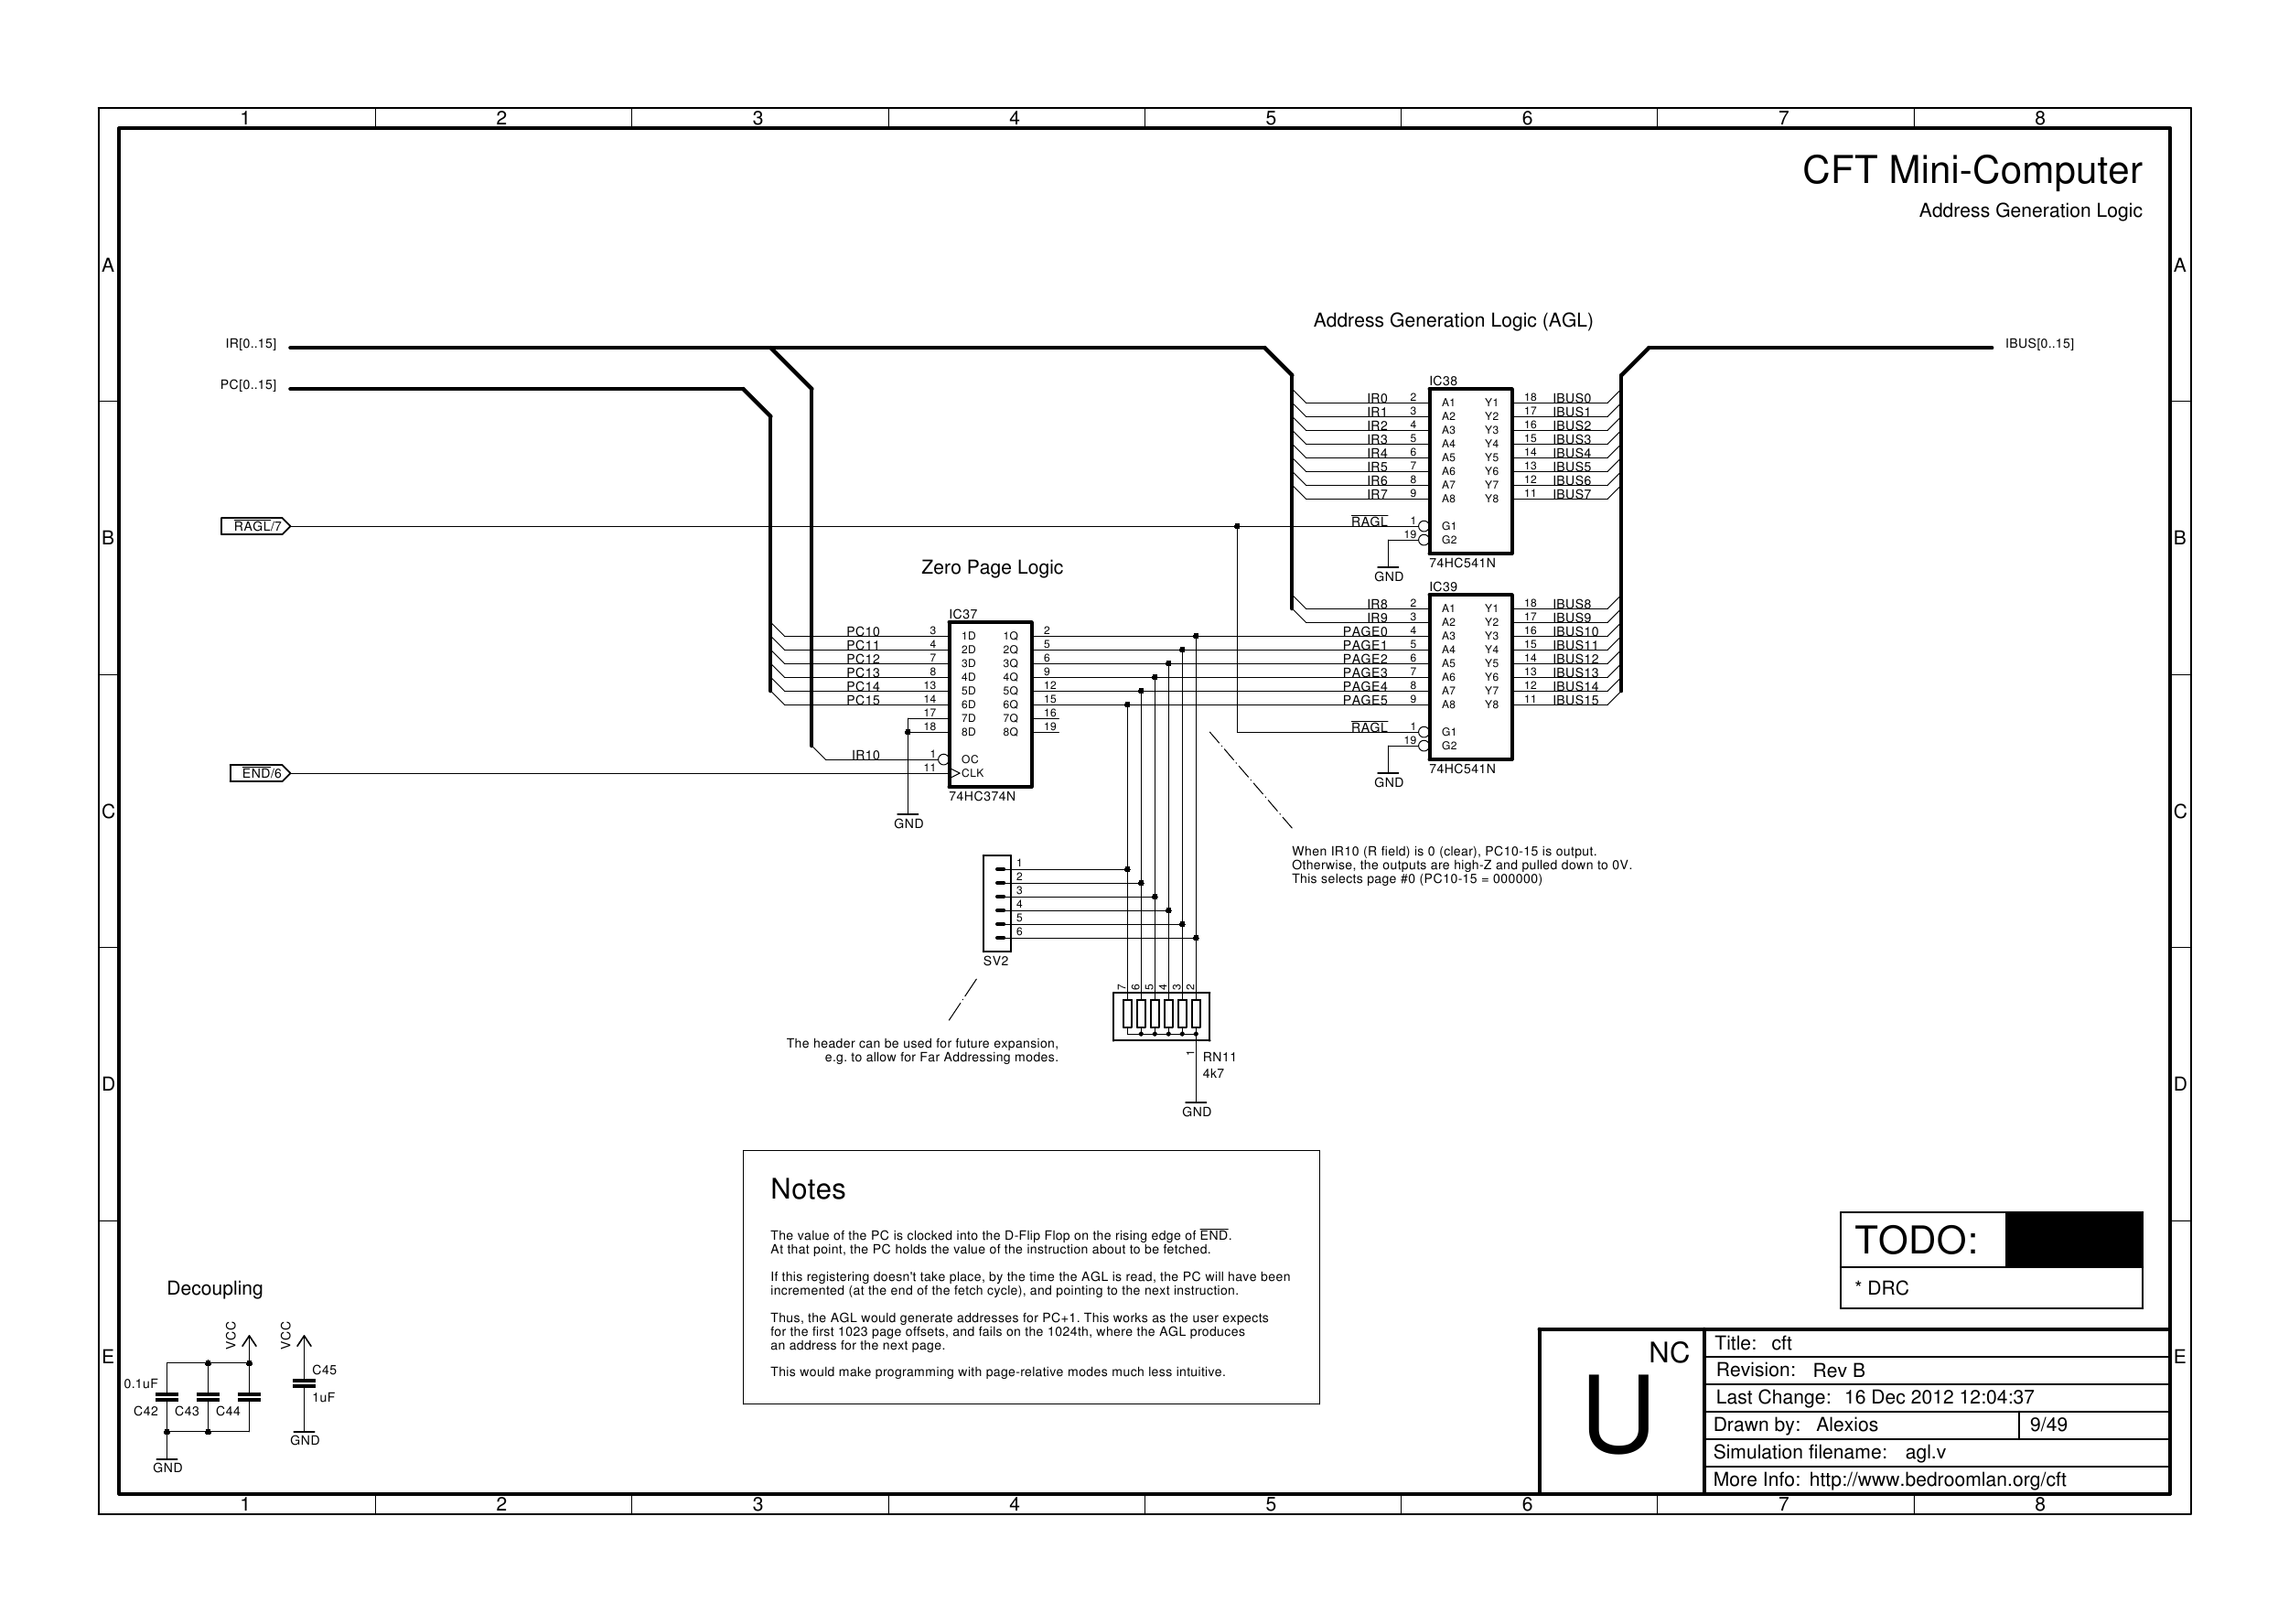 1 2 3 4 5 6 7 8
CFT Mini-Computer
Address Generation Logic
A A
Address Generation Logic (AGL)
IR[0..15] IBUS[0..15]
PC[0..15]
IC38
IR0 2 A1 Y1 18 IBUS0
IR1 3 A2 Y2 17 IBUS1
IR2 4 A3 Y3 16 IBUS2
IR3 5 A4 Y4 15 IBUS3
IR4 6 A5 Y5 14 IBUS4
IR5 7 A6 Y6 13 IBUS5
IR6 8 A7 Y7 12 IBUS6
IR7 9 A8 Y8 11 IBUS7
RAGL/7 RAGL 1 G1
B 19 G2 B
GND 74HC541N
Zero Page Logic
IC39
IR8 2 A1 Y1 18 IBUS8
IR9 3 A2 Y2 17 IBUS9
PAGE0 4 A3 Y3 16 IBUS10
PAGE1 5 A4 Y4 15 IBUS11
PAGE2 6 A5 Y5 14 IBUS12
PAGE3 7 A6 Y6 13 IBUS13
PAGE4 8 A7 Y7 12 IBUS14
PAGE5 9 A8 Y8 11 IBUS15
RAGL 1 G1
19 G2
GND 74HC541N
IC37
PC10 3 1D 1Q 2
PC11 4 2D 2Q 5
PC12 7 3D 3Q 6
PC13 8 4D 4Q 9
PC14 13 5D 5Q 12
PC15 14 6D 6Q 15
17 7D 7Q 16
18 8D 8Q 19
IR10 1 OC
END/6 11 CLK
74HC374N
GND
C C
When IR10 (R field) is 0 (clear), PC10-15 is output.
Otherwise, the outputs are high-Z and pulled down to 0V.
This selects page #0 (PC10-15 = 000000)
1
2
3
4
5
6
SV2
7 6 5 4 3 2
The header can be used for future expansion,
e.g. to allow for Far Addressing modes.
1 RN11
4k7
GND
D D
Notes
The value of the PC is clocked into the D-Flip Flop on the rising edge of END.
At that point, the PC holds the value of the instruction about to be fetched.
If this registering doesn't take place, by the time the AGL is read, the PC will have been
incremented (at the end of the fetch cycle), and pointing to the next instruction.
Thus, the AGL would generate addresses for PC+1. This works as the user expects
for the first 1023 page offsets, and fails on the 1024th, where the AGL produces
an address for the next page.
This would make programming with page-relative modes much less intuitive.
TODO:
* DRC
Decoupling
VCC VCC
C45
0.1uF 1uF
C42 C43 C44
GND
GND
E E
NC
U
Title: cft
Revision: Rev B
Last Change: 16 Dec 2012 12:04:37
Drawn by: Alexios 9/49
Simulation filename: agl.v
More Info: http://www.bedroomlan.org/cft
1 2 3 4 5 6 7 8